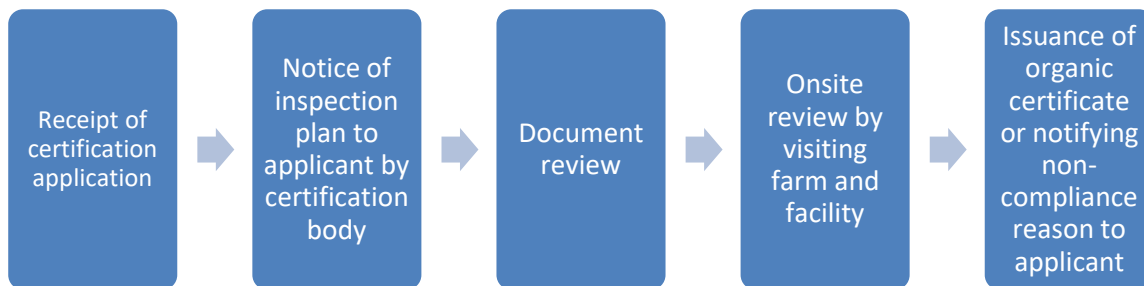 Receipt of
certification
application
Notice of
inspection
plan to
applicant by
certification
body
Document
review
Onsite
review by
visiting
farm and
facility
Issuance of
organic
certificate
or notifying
non-
compliance
reason to
applicant